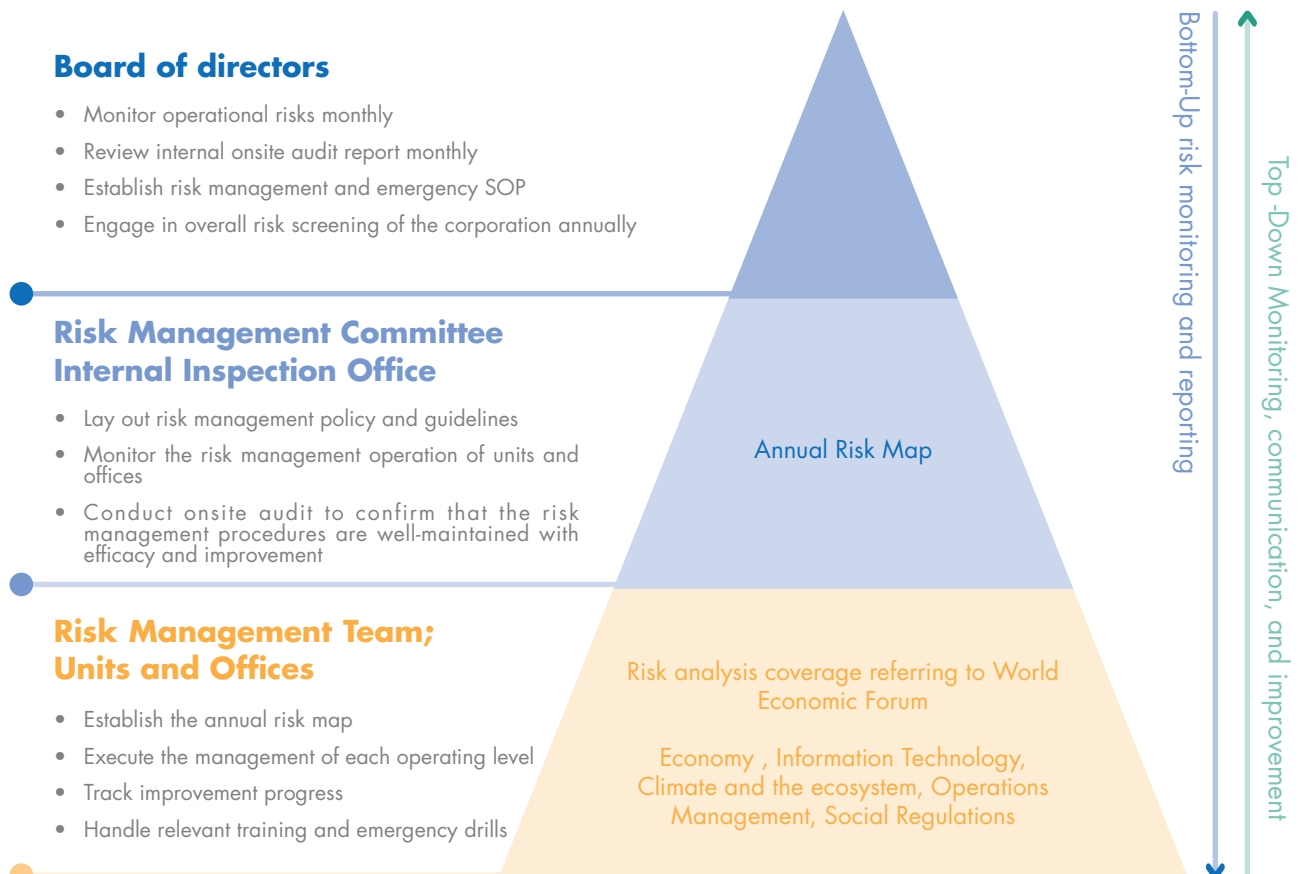 Board of directors
• Monitor operational risks monthly
• Review internal onsite audit report monthly
• Establish risk management and emergency SOP
• Engage in overall risk screening of the corporation annually
Risk Management Committee
Internal Inspection Office
• Lay out risk management policy and guidelines
• Monitor the risk management operation of units and
offices
• Conduct onsite audit to confirm that the risk
management procedures are well-maintained with
efficacy and improvement
Annual Risk Map
Risk Management Team;
Units and Offices
• Establish the annual risk map
• Execute the management of each operating level
• Track improvement progress
• Handle relevant training and emergency drills
Risk analysis coverage referring to World
Economic Forum
Economy , Information Technology,
Climate and the ecosystem, Operations
Management, Social Regulations
Bottom-Up risk monitoring and reporting
Top -Down Monitoring, communication, and improvement